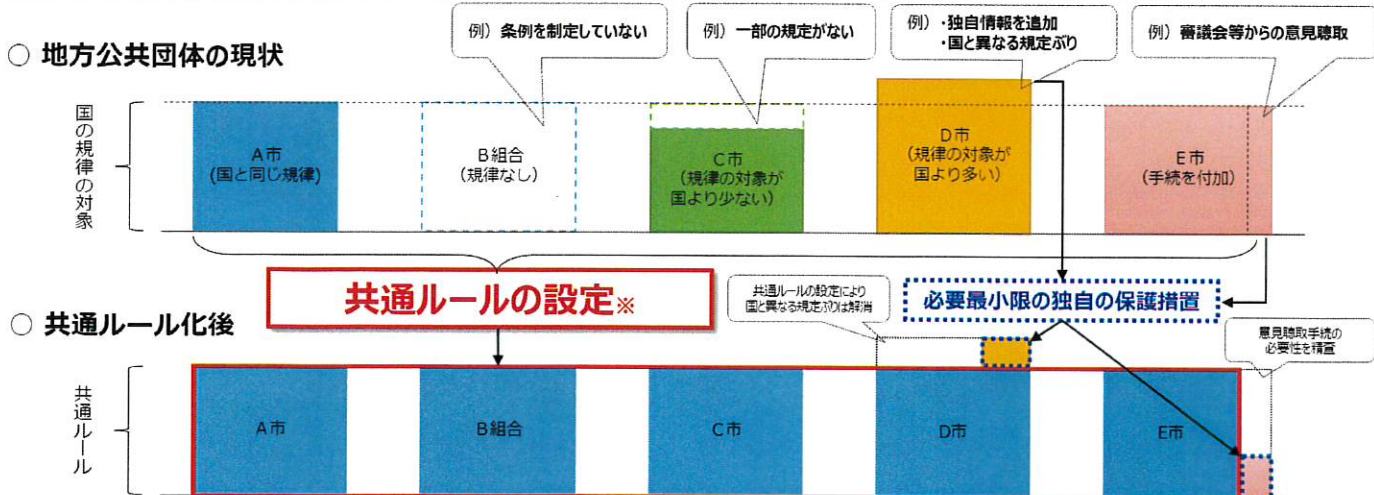 例）条例を制定していない
例）一部の規定がない
例）・独自情報を追加
・国と異なる規定ぶり
例）審議会等からの意見聴取
○ 地方公共団体の現状
国の規律の対象
A市
(国と同じ規律)
B組合
(規律なし)
C市
(規律の対象が
国より少ない)
D市
(規律の対象が
国より多い)
E市
(手続を付加)
共通ルールの設定※
共通ルールの設定により
国と異なる規定ぶりは解消
必要最小限の独自の保護措置
○ 共通ルール化後
意見聴取手続の
必要性を精査
共通ルール
A市
B組合
C市
D市
E市